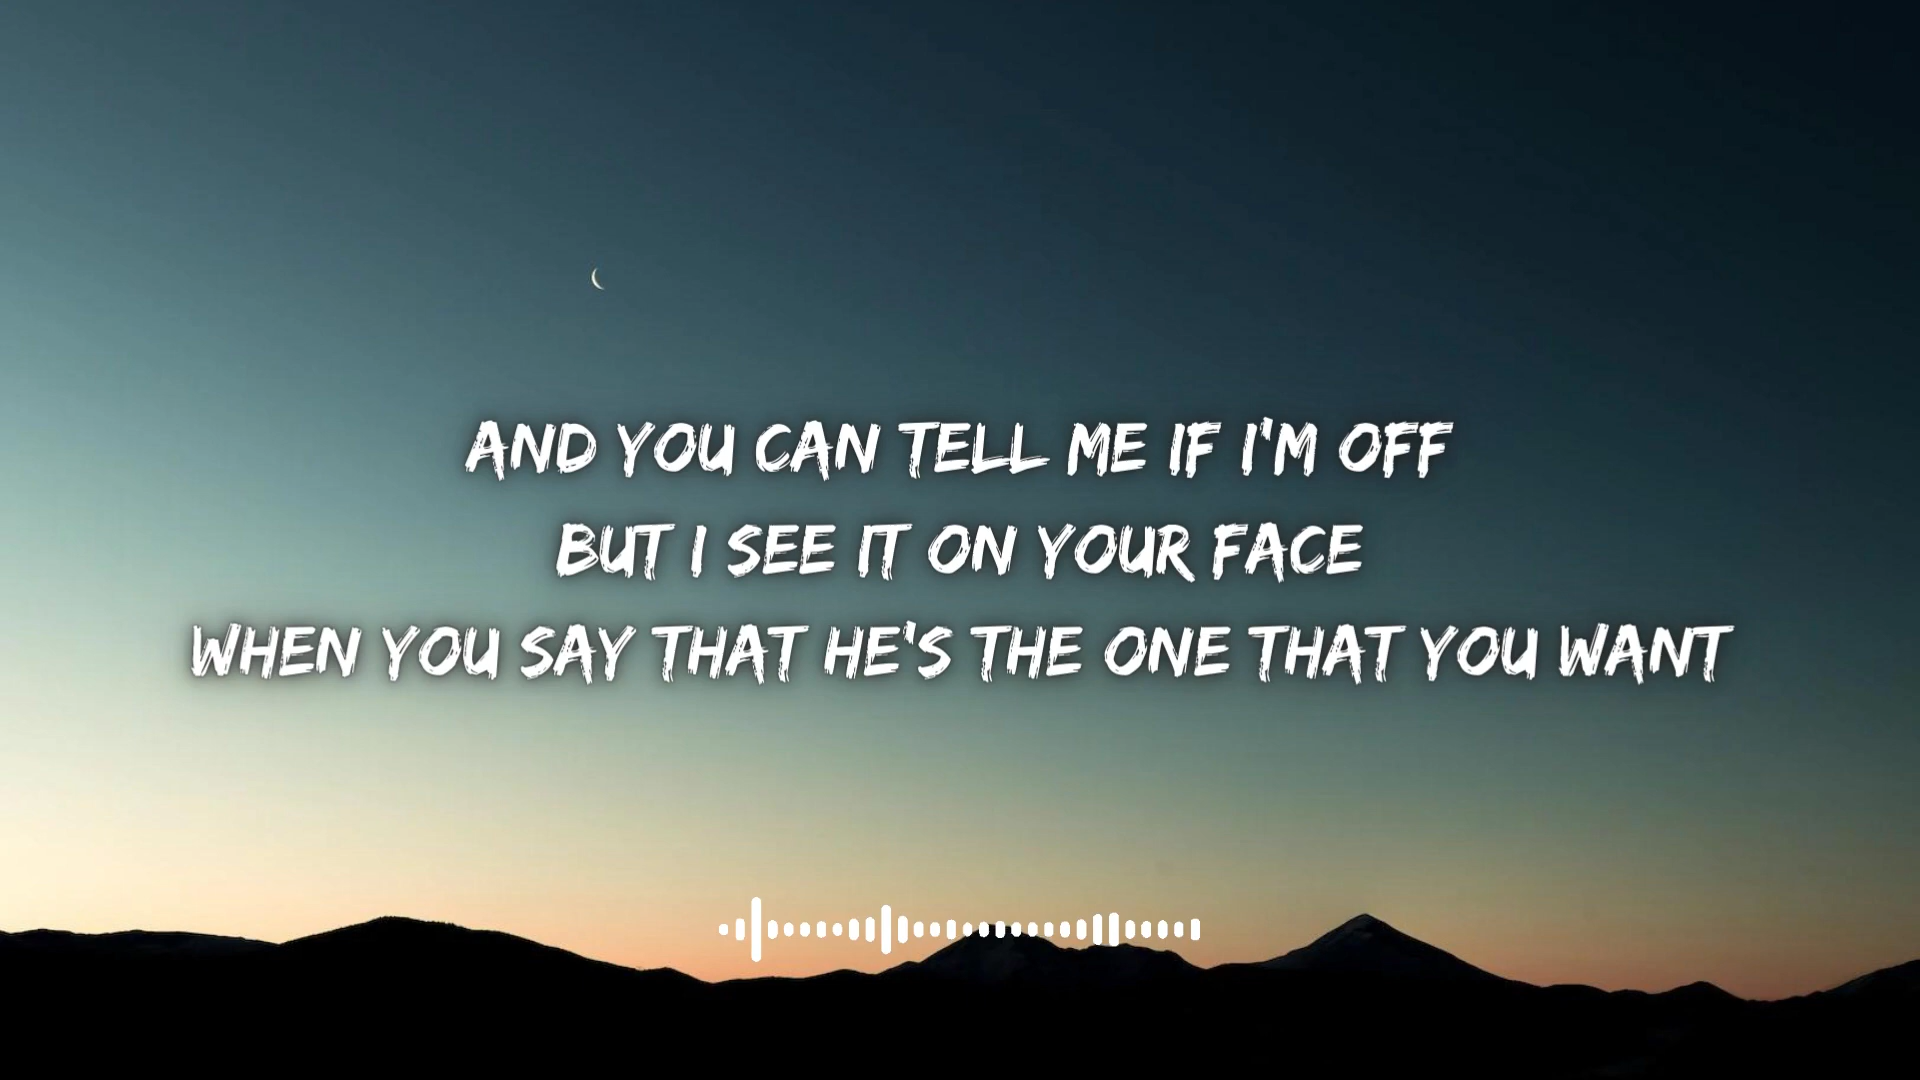 AND YOU CAN TELL ME IF I'M OFF
BUT I SEE IT ON YOUR FACE
WHEN YOU SAY THAT HE'S THE ONE THAT YOU WANT